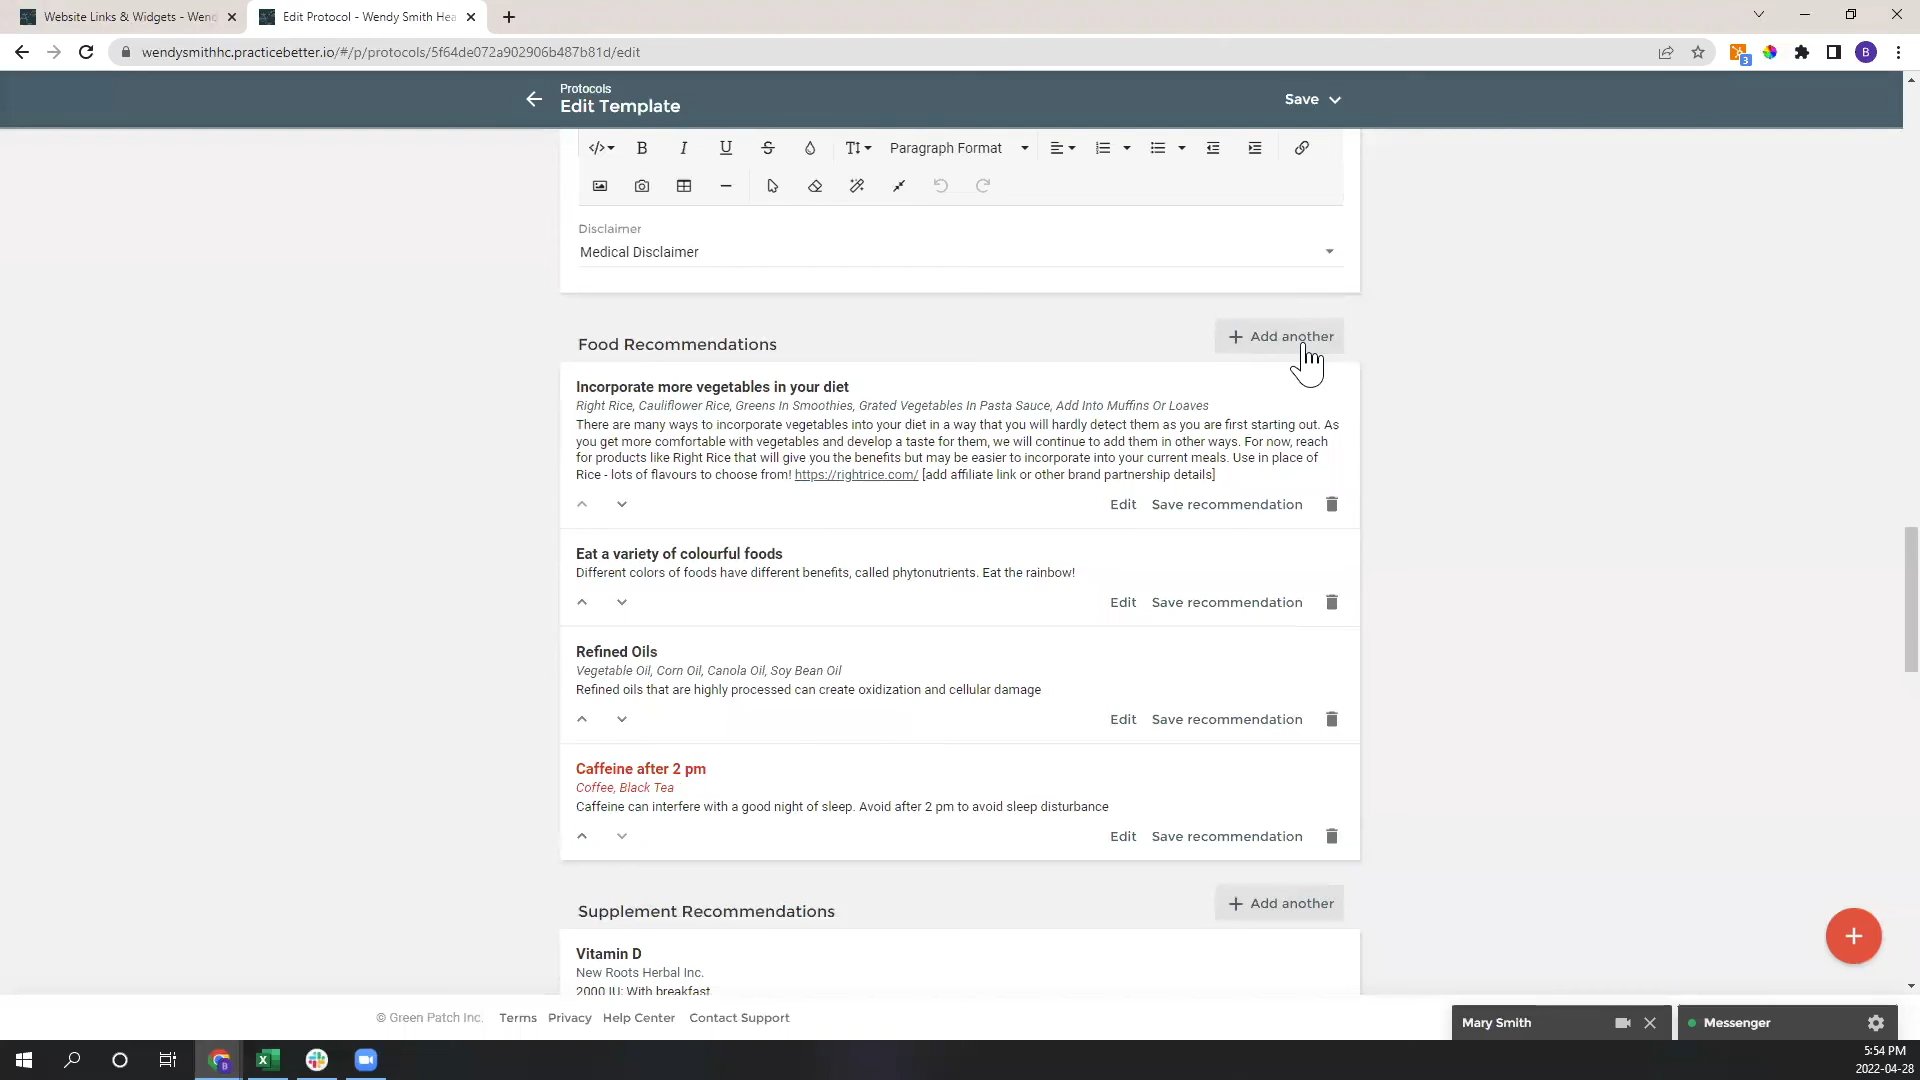 Website Links & Widgets - Wend
Edit Protocol - Wendy Smith Hea
wendysmithhc.practicebetter.io/#/p/protocols/5f64de072a902906b487b81d/edit
3
B
Protocols
Edit Template
Save
Paragraph Format
Disclaimer
Medical Disclaimer
Food Recommendations
Add another
Incorporate more vegetables in your diet
Right Rice, Cauliflower Rice, Greens In Smoothies, Grated Vegetables In Pasta Sauce, Add Into Muffins Or Loaves
There are many ways to incorporate vegetables into your diet in a way that you will hardly detect them as you are first starting out. As
you get more comfortable with vegetables and develop a taste for them, we will continue to add them in other ways. For now, reach
for products like Right Rice that will give you the benefits but may be easier to incorporate into your current meals. Use in place of
Rice - lots of flavours to choose from! https://rightrice.com/ [add affiliate link or other brand partnership details]
Edit Save recommendation
Eat a variety of colourful foods
Different colors of foods have different benefits, called phytonutrients. Eat the rainbow!
Edit Save recommendation
Refined Oils
Vegetable Oil, Corn Oil, Canola Oil, Soy Bean Oil
Refined oils that are highly processed can create oxidization and cellular damage
Edit Save recommendation
Caffeine after 2 pm
Coffee, Black Tea
Caffeine can interfere with a good night of sleep. Avoid after 2 pm to avoid sleep disturbance
Edit Save recommendation
Supplement Recommendations
Add another
Vitamin D
New Roots Herbal Inc.
2000 IU; With breakfast
© Green Patch Inc. Terms Privacy Help Center Contact Support
Mary Smith
Messenger
5:54 PM
2022-04-28